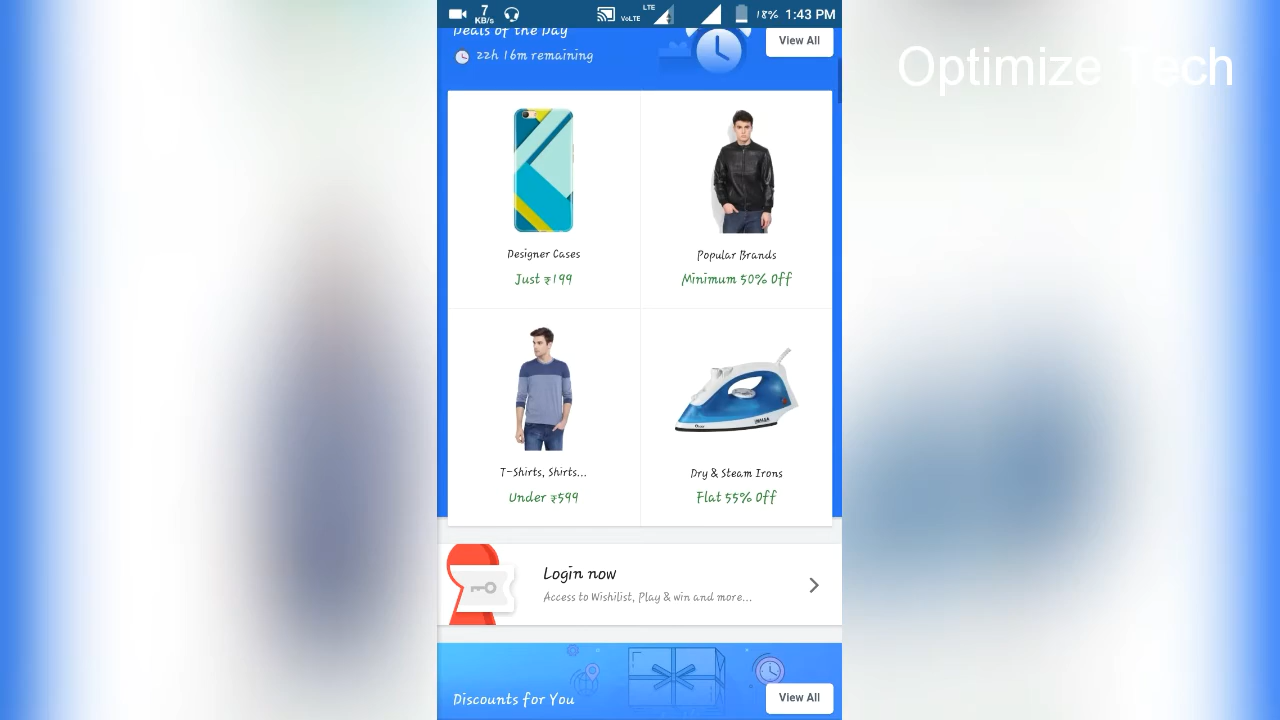 7
KB/s
VoLTE
LTE
18% 1:43 PM
Optimize Tech
Deals of the Day
View All
22h 16m remaining
Designer Cases
Just ₹199
Popular Brands
Minimum 50% Off
T-Shirts, Shirts...
Under ₹599
Dry & Steam Irons
Flat 55% Off
Login now
Access to Wishilist, Play & win and more...
Discounts for You
View All